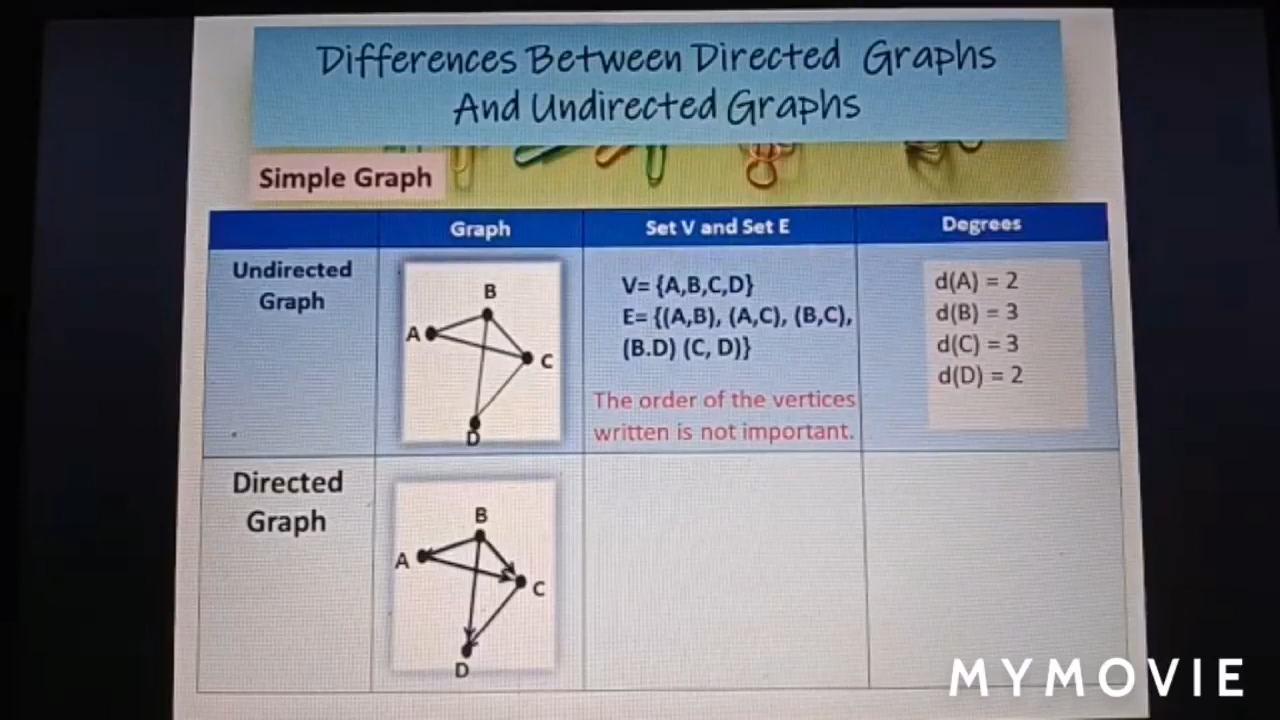 Differences Between Directed Graphs
And Undirected Graphs
Simple Graph
Graph
Set V and Set E
Degrees
Undirected
Graph
B
A
C
D
V= {A,B,C,D}
E= {(A,B), (A,C), (B,C),
(B.D) (C, D)}
The order of the vertices
written is not important.
d(A) = 2
d(B) = 3
d(C) = 3
d(D) = 2
Directed
Graph
B
A
C
D
MYMOVIE